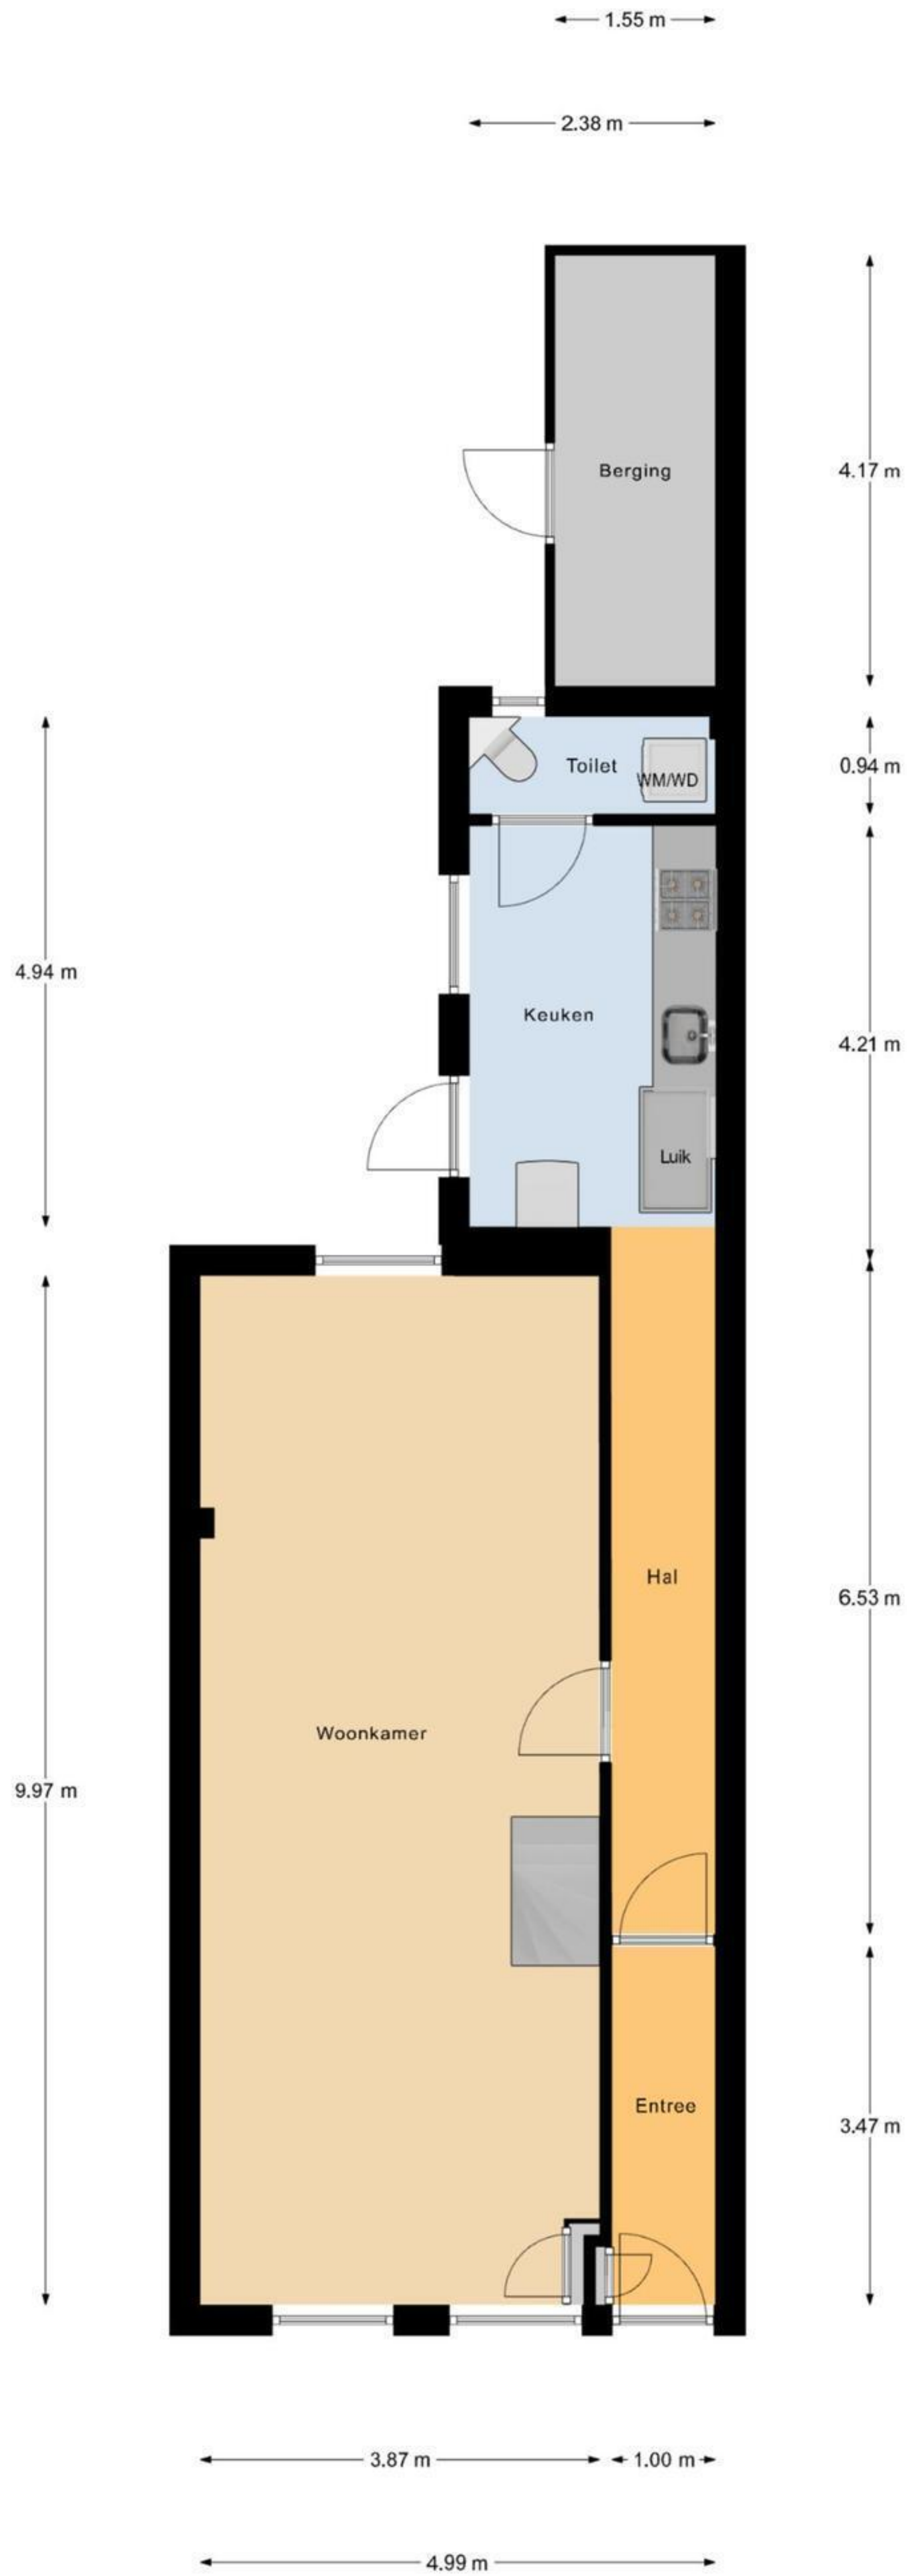 1.55 m
2.38 m
Berging
4.17 m
Toilet
WM/WD
0.94 m
4.94 m
Keuken
4.21 m
Luik
Hal
6.53 m
Woonkamer
9.97 m
Entree
3.47 m
3.87 m
1.00 m
4.99 m